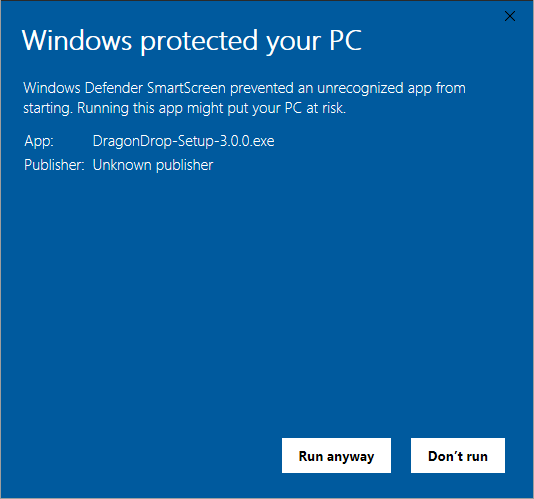 Windows protected your PC
Windows Defender SmartScreen prevented an unrecognized app from
starting. Running this app might put your PC at risk.
App: DragonDrop-Setup-3.0.0.exe
Publisher: Unknown publisher
Run anyway Don’t run